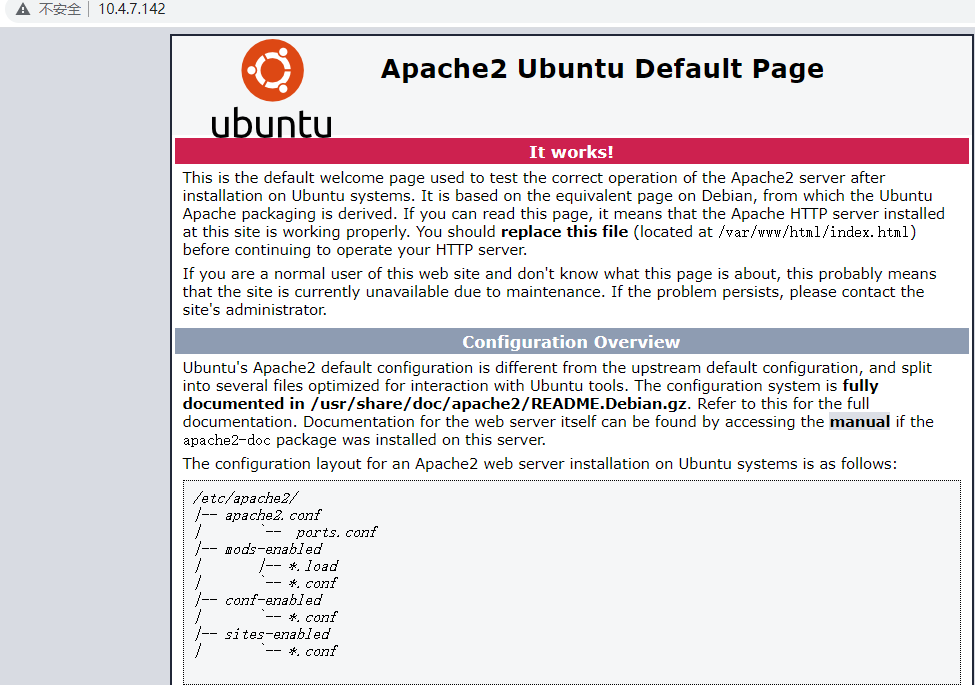 不安全 10.4.7.142
ubuntu
Apache2 Ubuntu Default Page
It works!
This is the default welcome page used to test the correct operation of the Apache2 server after
installation on Ubuntu systems. It is based on the equivalent page on Debian, from which the Ubuntu
Apache packaging is derived. If you can read this page, it means that the Apache HTTP server installed
at this site is working properly. You should replace this file (located at /var/www/html/index.html)
before continuing to operate your HTTP server.
If you are a normal user of this web site and don't know what this page is about, this probably means
that the site is currently unavailable due to maintenance. If the problem persists, please contact the
site's administrator.
Configuration Overview
Ubuntu's Apache2 default configuration is different from the upstream default configuration, and split
into several files optimized for interaction with Ubuntu tools. The configuration system is fully
documented in /usr/share/doc/apache2/README.Debian.gz. Refer to this for the full
documentation. Documentation for the web server itself can be found by accessing the manual if the
apache2-doc package was installed on this server.
The configuration layout for an Apache2 web server installation on Ubuntu systems is as follows:
/etc/apache2/
|-- apache2.conf
|       `--  ports.conf
|-- mods-enabled
|       |-- *.load
|       `-- *.conf
|-- conf-enabled
|       `-- *.conf
|-- sites-enabled
|       `-- *.conf